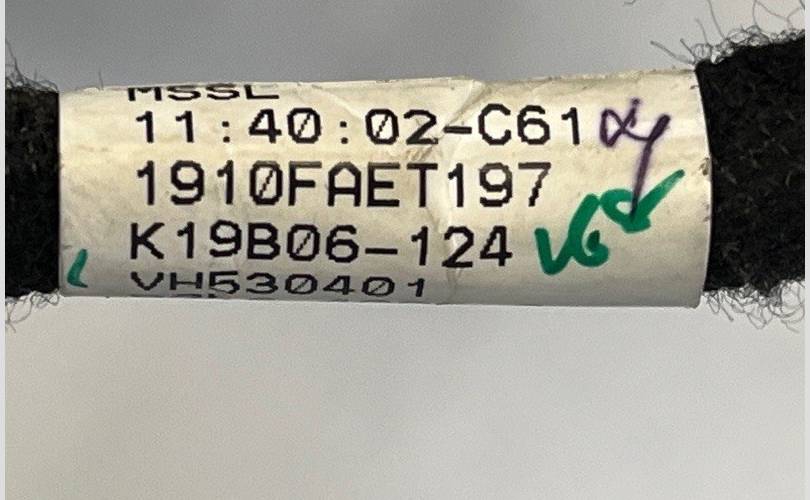 MSSL
11:40:02-C61
1910FAET197
K19B06-124
VH530401